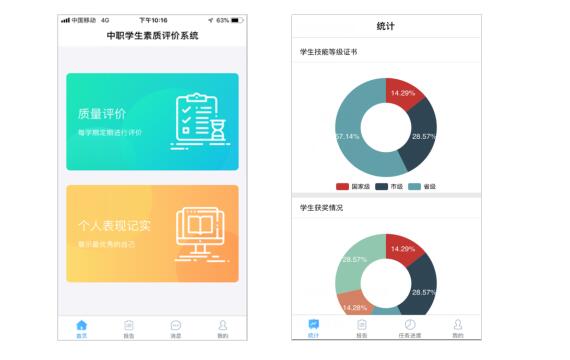 中国移动 4G 下午10:16 63%
中职学生素质评价系统
质量评价
每学期定期进行评价
个人表现记实
展示最优秀的自己
首页 报告 消息 我的
统计
学生技能等级证书
14.29%
28.57%
57.14%
国家级 市级 省级
学生获奖情况
14.29%
28.57%
28.57%
14.28%
统计 报告 任务进度 我的